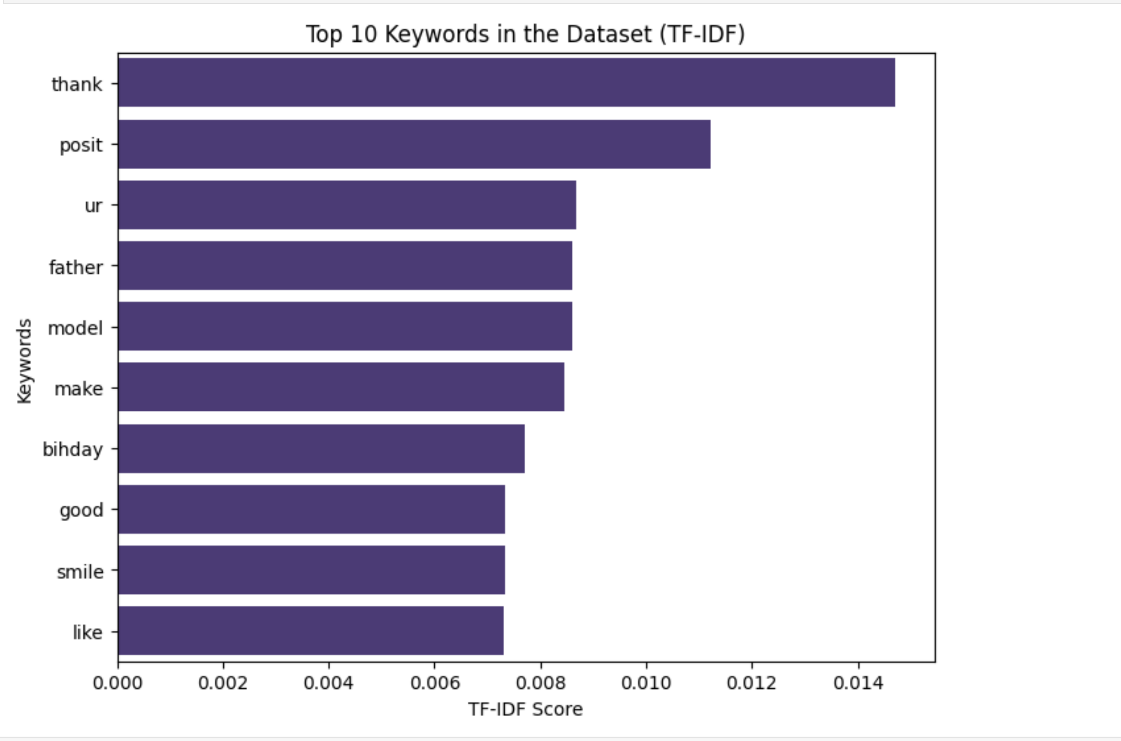 Top 10 Keywords in the Dataset (TF-IDF)
thank
posit
ur
father
model
make
bihday
good
smile
like
Keywords
0.000 0.002 0.004 0.006 0.008 0.010 0.012 0.014
TF-IDF Score